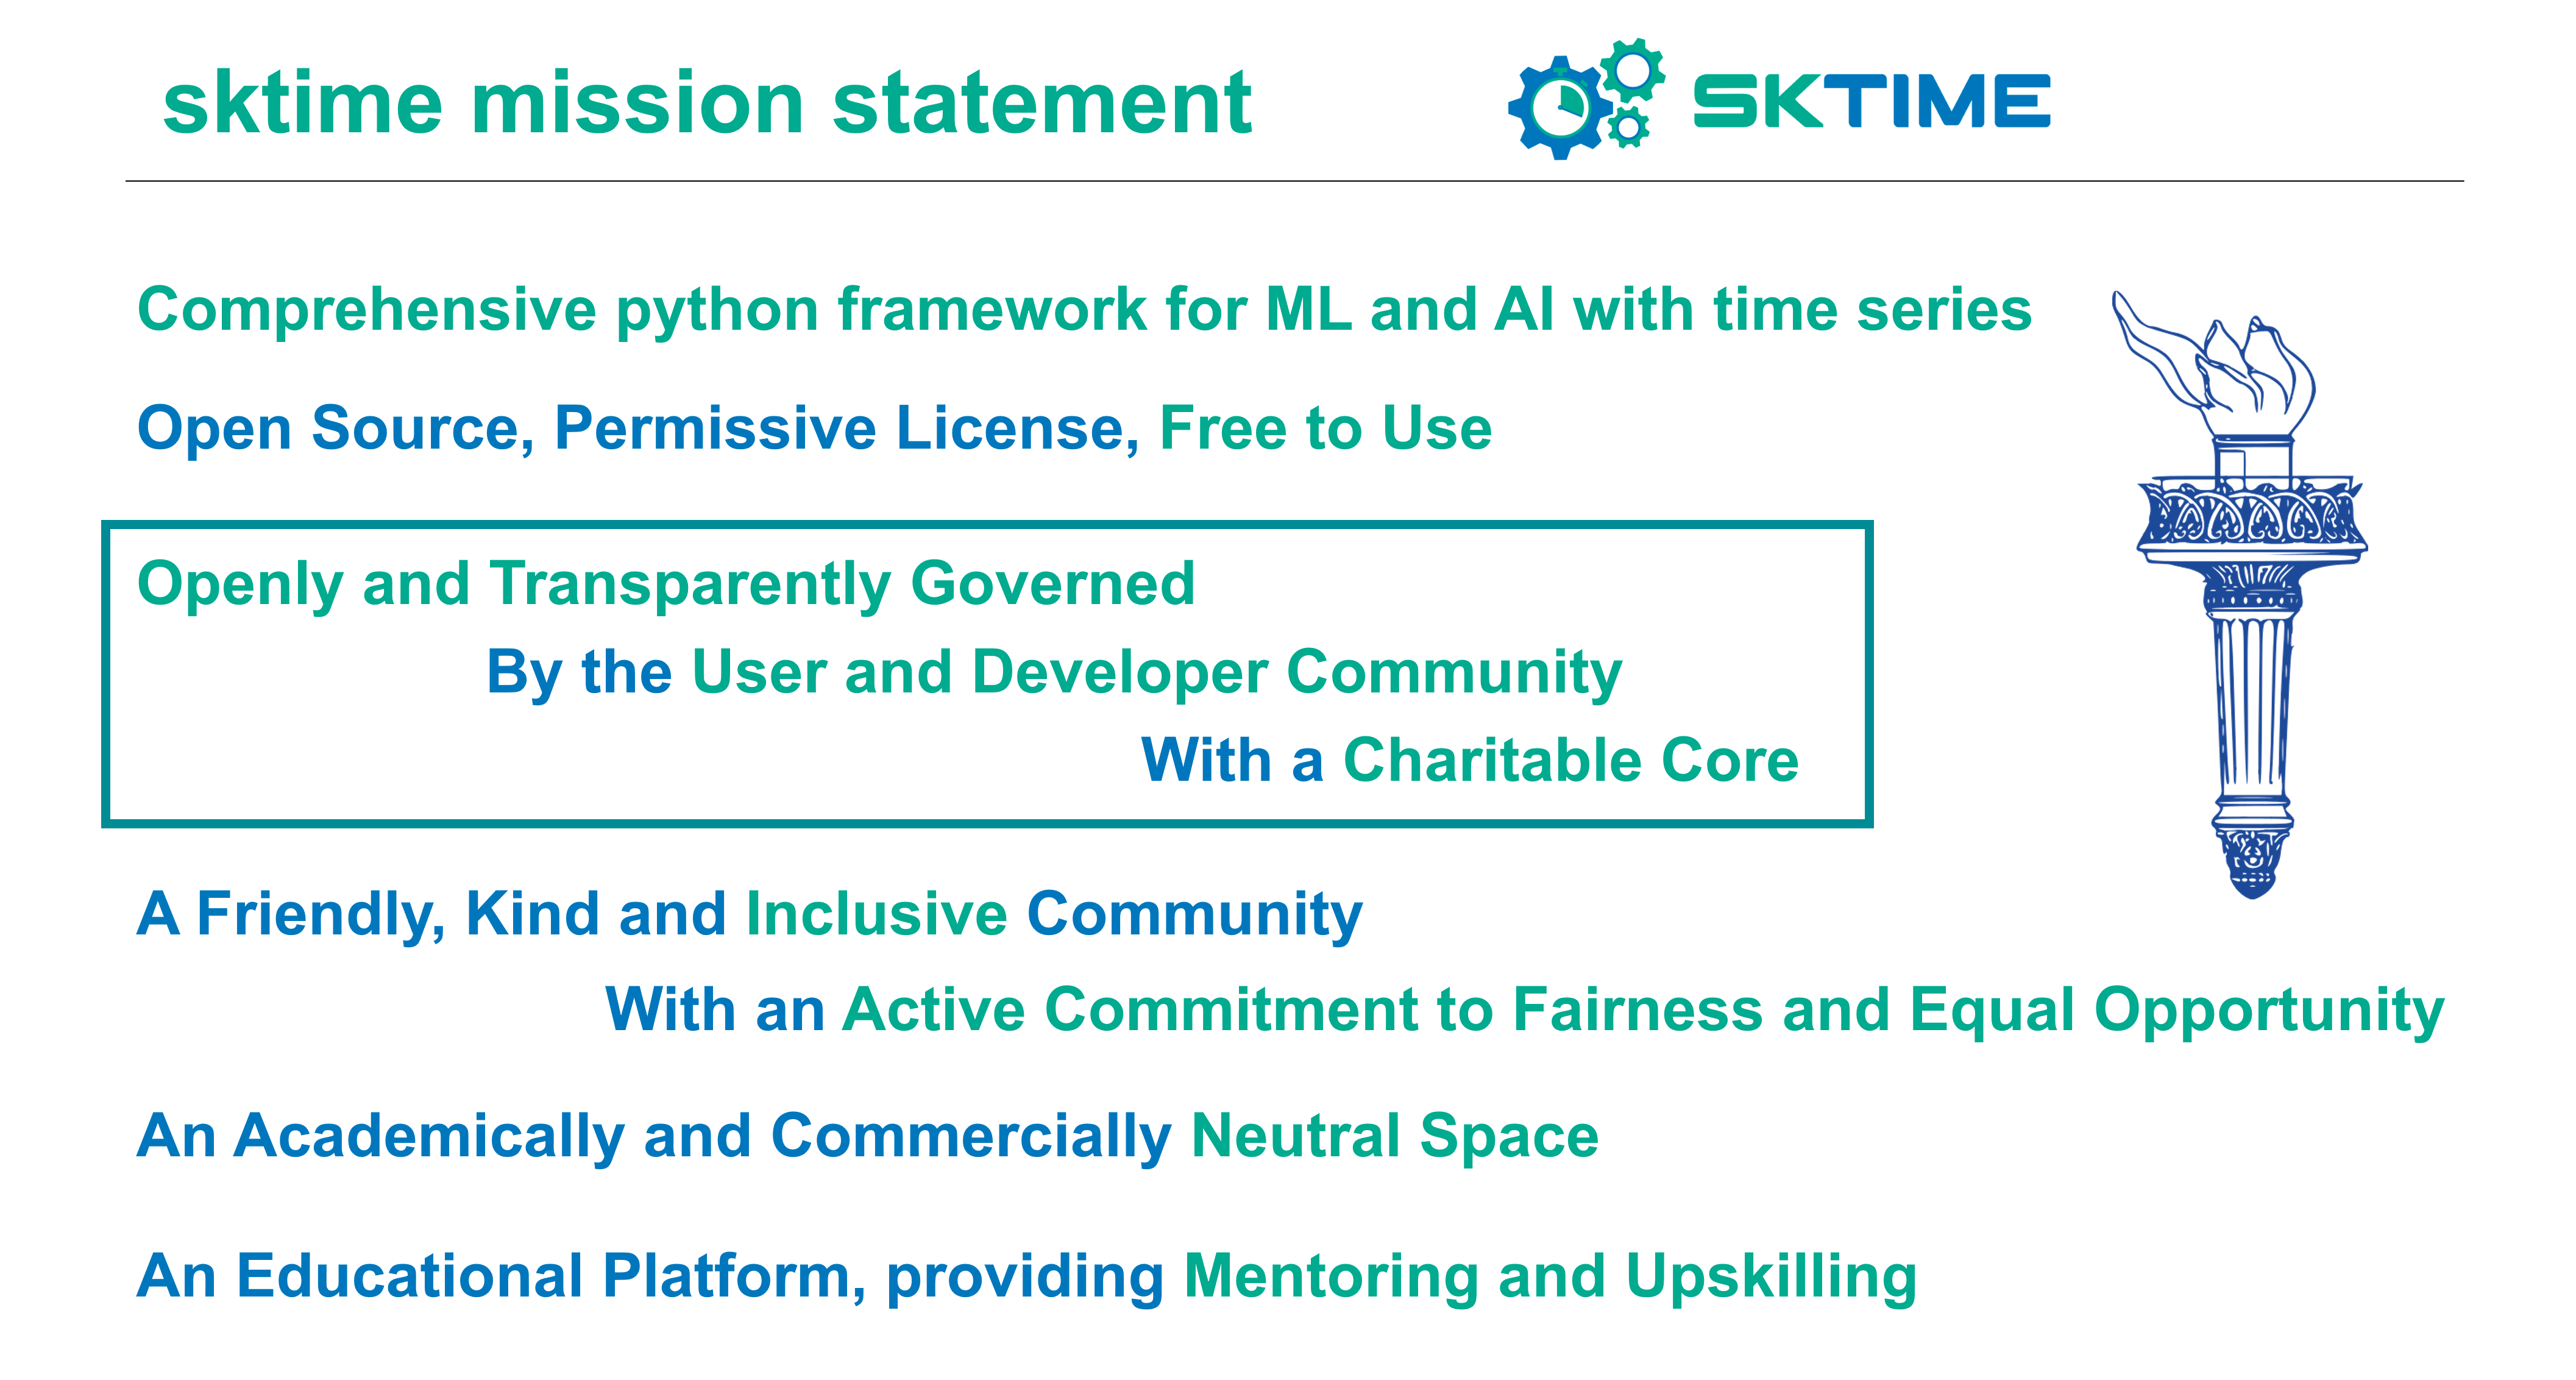 sktime mission statement
SKTIME
Comprehensive python framework for ML and AI with time series
Open Source, Permissive License, Free to Use
Openly and Transparently Governed
By the User and Developer Community
With a Charitable Core
A Friendly, Kind and Inclusive Community
With an Active Commitment to Fairness and Equal Opportunity
An Academically and Commercially Neutral Space
An Educational Platform, providing Mentoring and Upskilling